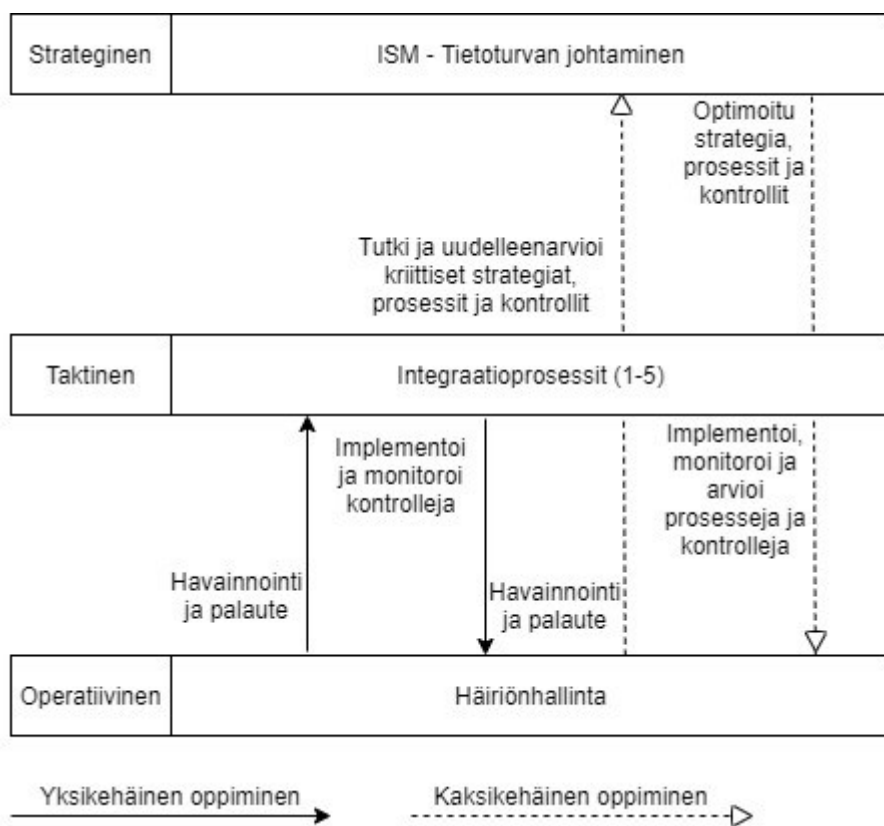 Strateginen
ISM - Tietoturvan johtaminen
Optimoitu
strategia,
prosessit ja
kontrollit
Tutki ja uudelleenarvioi
kriittiset strategiat,
prosessit ja kontrollit
Taktinen
Integraatioprosessit (1-5)
Implementoi
ja monitoroi
kontrolleja
Implementoi,
monitoroi ja
arvioi
prosesseja ja
kontrolleja
Havainnointi
ja palaute
Havainnointi
ja palaute
Operatiivinen
Häiriönhallinta
Yksikehäinen oppiminen
Kaksikehäinen oppiminen